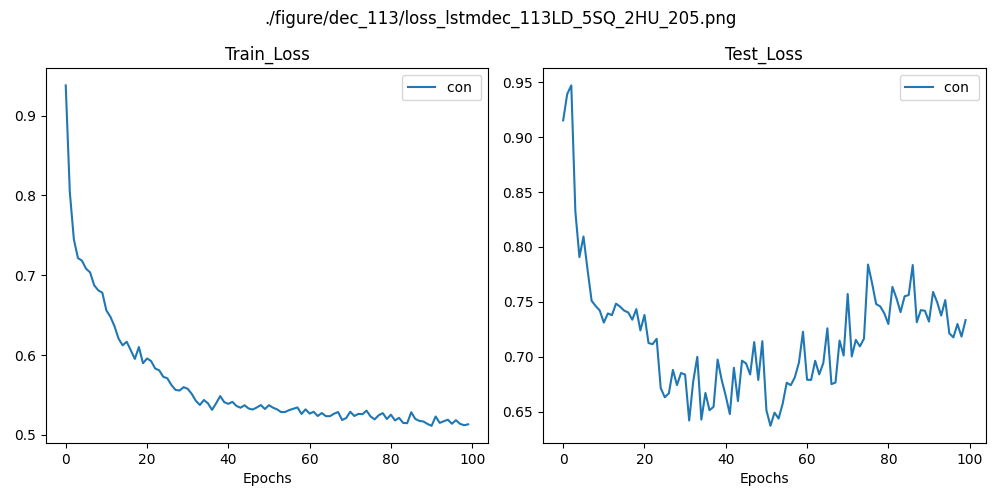 ./figure/dec_113/loss_lstmdec_113LD_5SQ_2HU_205.png
Train_Loss
con
0.9
0.8
0.7
0.6
0.5
0 20 40 60 80 100
Epochs
Test_Loss
con
0.95
0.90
0.85
0.80
0.75
0.70
0.65
0 20 40 60 80 100
Epochs